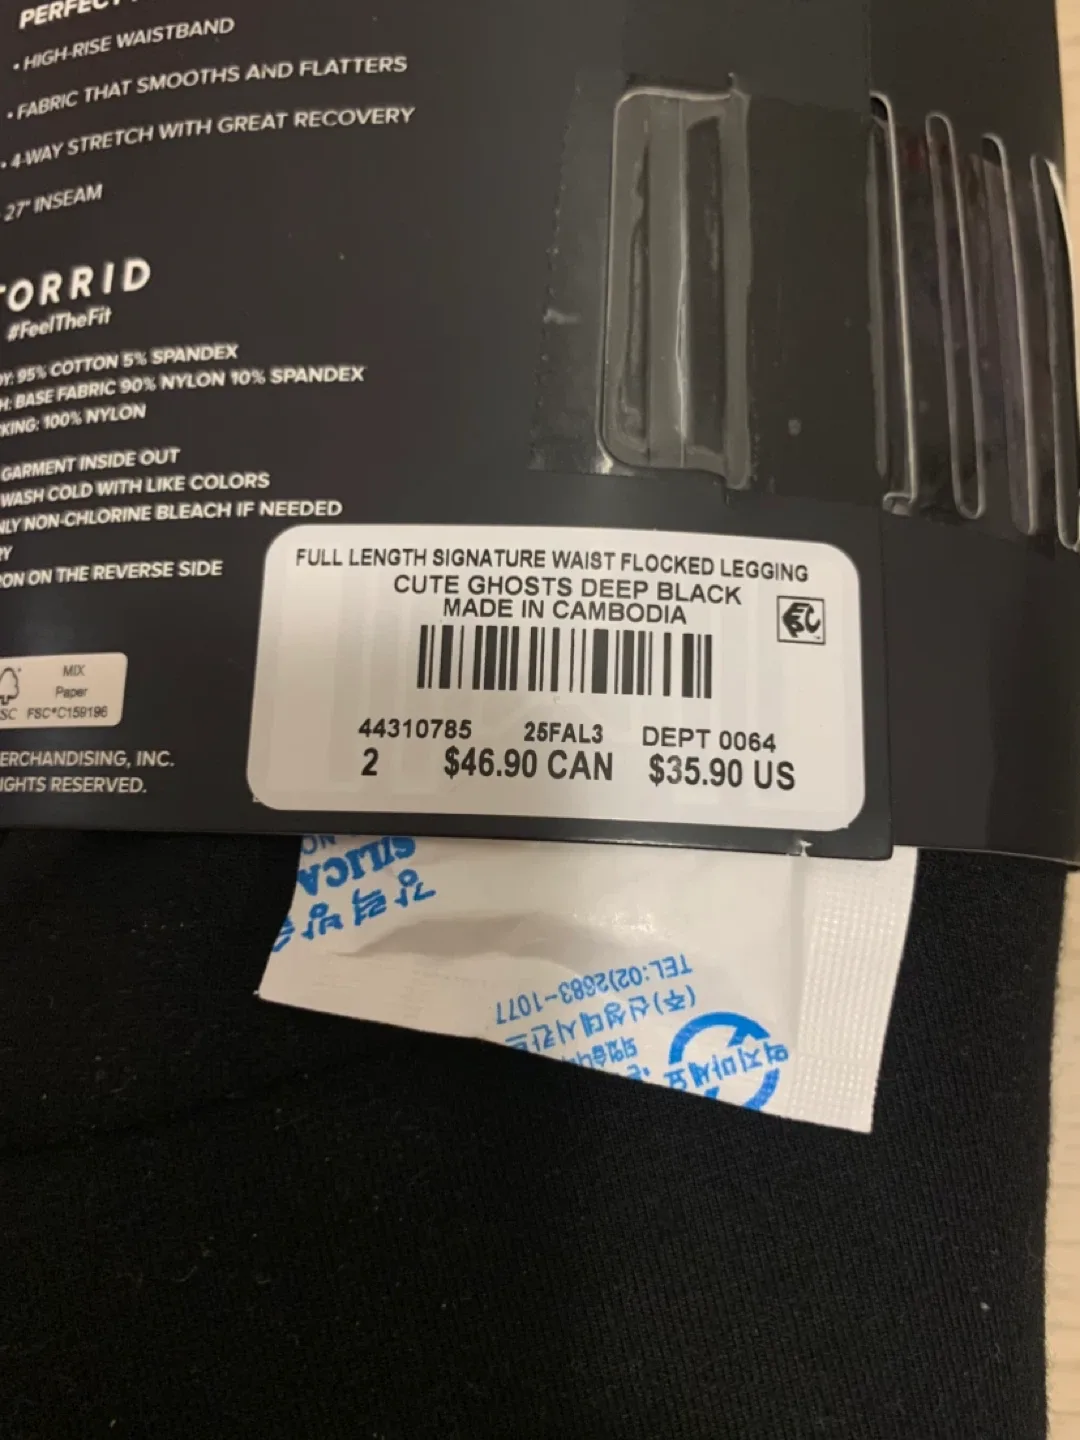 PERFECT
• HIGH-RISE WAISTBAND
• FABRIC THAT SMOOTHS AND FLATTERS
• 4-WAY STRETCH WITH GREAT RECOVERY
27" INSEAM
TORRID
#FeelTheFit
95% COTTON 5% SPANDEX
BASE FABRIC 90% NYLON 10% SPANDEX
100% NYLON
GARMENT INSIDE OUT
WASH COLD WITH LIKE COLORS
NON-CHLORINE BLEACH IF NEEDED
ON THE REVERSE SIDE
MIX
Paper
FSC® C159196
MERCHANDISING, INC.
RIGHTS RESERVED.
FULL LENGTH SIGNATURE WAIST FLOCKED LEGGING
CUTE GHOSTS DEEP BLACK
MADE IN CAMBODIA
44310785 25FAL3 DEPT 0064
2 $46.90 CAN $35.90 US
SILICA
TEL:02)2683-1077